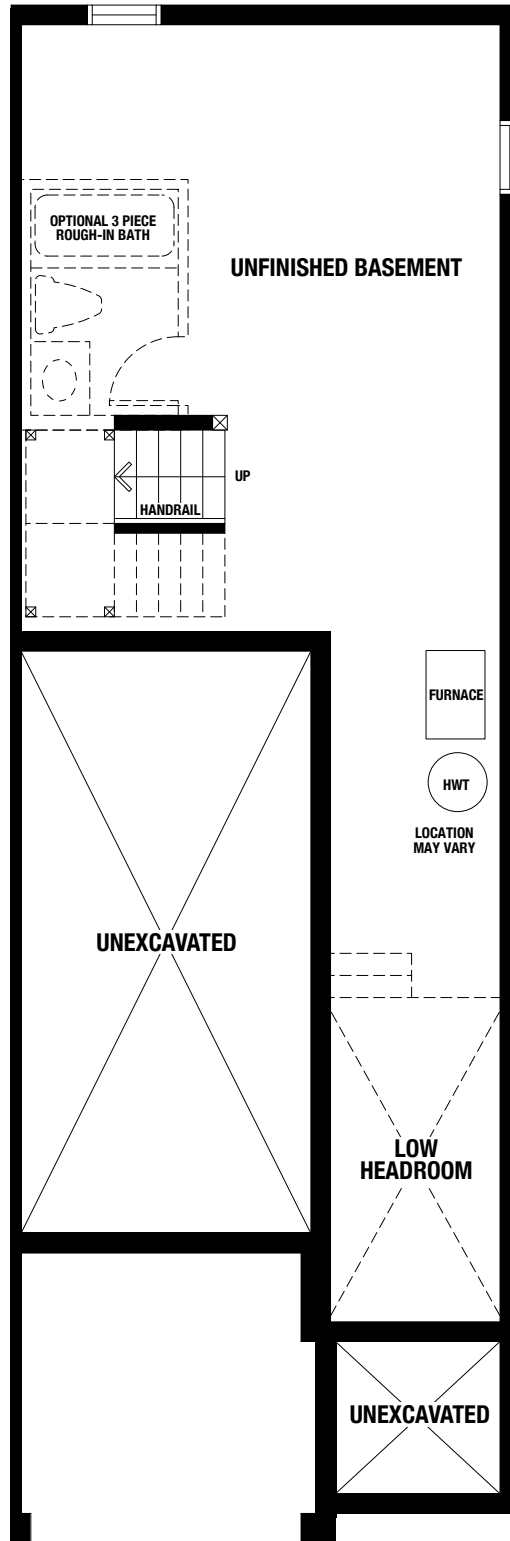 OPTIONAL 3 PIECE
ROUGH-IN BATH
UNFINISHED BASEMENT
UP
HANDRAIL
FURNACE
HWT
LOCATION
MAY VARY
UNEXCAVATED
LOW
HEADROOM
UNEXCAVATED